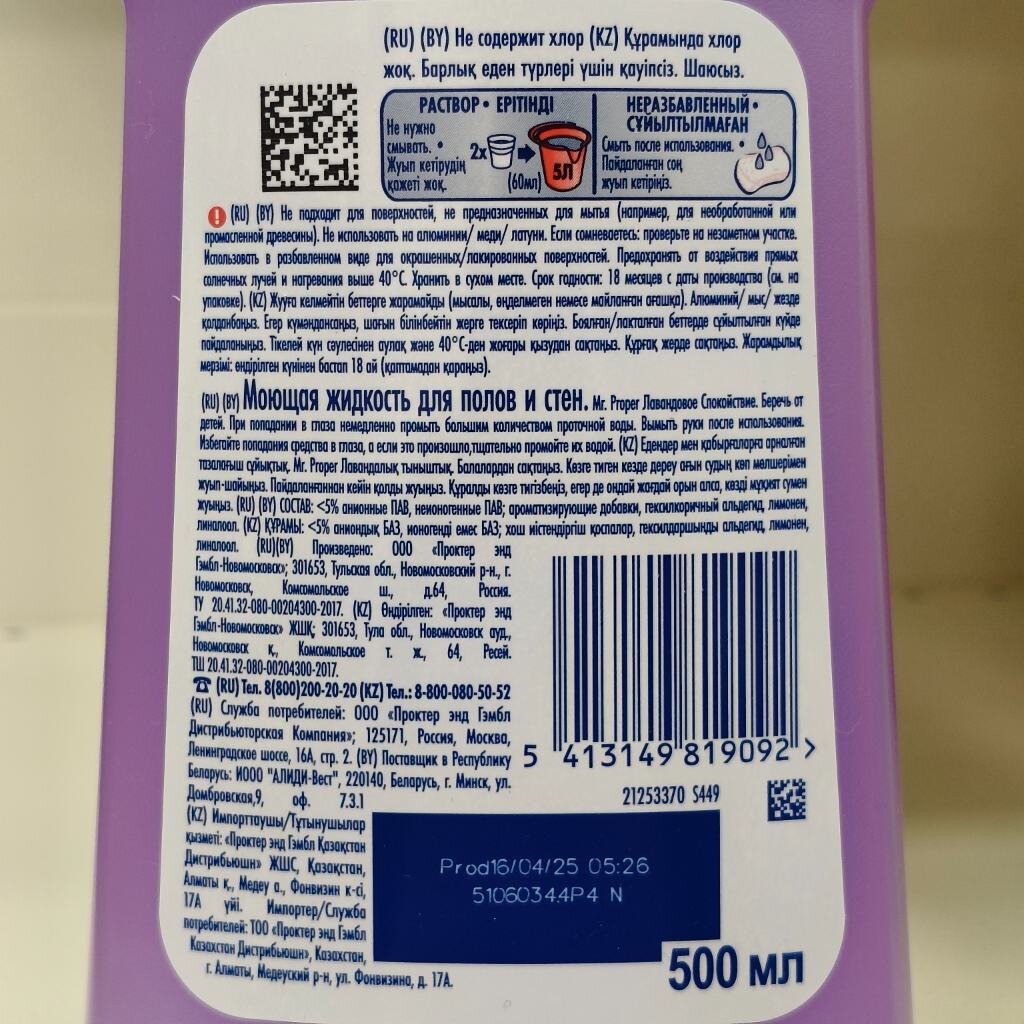 (RU) (BY) Не содержит хлор (KZ) Құрамында хлор
жоқ. Барлық еден түрлері үшін қауіпсіз. Шаюсыз.
РАСТВОР • ЕРІТІНДІ
Не нужно
смывать. •
Жуып кетірудің
қажеті жоқ.
2x
(60мл)
5Л
НЕРАЗБАВЛЕННЫЙ •
СҰЙЫЛТЫЛМАҒАН
Смыть после использования. •
Пайдаланған соң
жуып кетіріңіз.
(RU) (BY) Не подходит для поверхностей, не предназначенных для мытья (например, для необработанной или
промасленной древесины). Не использовать на алюминии/ меди/ латуни. Если сомневаетесь: проверьте на незаметном участке.
Использовать в разбавленном виде для окрашенных/лакированных поверхностей. Предохранять от воздействия прямых
солнечных лучей и нагревания выше 40°С. Хранить в сухом месте. Срок годности: 18 месяцев с даты производства (см. на
упаковке). (KZ) Жууға келмейтін беттерге жарамайды (мысалы, өңделмеген немесе майланған ағашқа). Алюминий/ мыс/ жезде
қолданбаңыз. Егер күмәндансаңыз, шағын білінбейтін жерге тексеріп көріңіз. Боялған/лакталған беттерде сұйылтылған күйде
пайдаланыңыз. Тікелей күн сәулесінен аулақ және 40°С-ден жоғары қызудан сақтаңыз. Құрғақ жерде сақтаңыз. Жарамдылық
мерзімі: өндірілген күнінен бастап 18 ай (қаптамадан қараңыз).
(RU) (BY) Моющая жидкость для полов и стен. Mr. Proper Лавандовое Спокойствие. Беречь от
детей. При попадании в глаза немедленно промыть большим количеством проточной воды. Вымыть руки после использования.
Избегайте попадания средства в глаза, а если это произошло,тщательно промойте их водой. (KZ) Едендер мен қабырғаларға арналған
тазалағыш сұйықтық. Mr. Proper Лавандалық тыныштық. Балалардан сақтаңыз. Көзге тиген кезде дереу ағын судың көп мөлшерімен
жуып-шайыңыз. Пайдаланғаннан кейін қолды жуыңыз. Құралды көзге тигізбеңіз, егер де ондай жағдай орын алса, көзді мұқият сумен
жуыңыз. (RU) (BY) СОСТАВ: <5% анионные ПАВ, неионогенные ПАВ; ароматизирующие добавки, гексилкоричный альдегид, лимонен,
линалоол. (KZ) ҚҰРАМЫ: <5% аниондық БАЗ, ионогенді емес БАЗ; хош иістендіргіш қоспалар, гексилдаршынды альдегид, лимонен,
линалоол. (RU)(BY) Произведено: ООО «Проктер энд
Гэмбл-Новомосковск»; 301653, Тульская обл., Новомосковский р-н., г.
Новомосковск, Комсомольское ш., д.64, Россия.
ТУ 20.41.32-080-00204300-2017. (KZ) Өндірілген: «Проктер энд
Гэмбл-Новомосковск» ЖШҚ; 301653, Тула обл., Новомосковск ауд.,
Новомосковск қ., Комсомольское т. ж., 64, Ресей.
ТШ 20.41.32-080-00204300-2017.
☎ (RU) Тел. 8(800)200-20-20 (KZ) Тел.: 8-800-080-50-52
(RU) Служба потребителей: ООО «Проктер энд Гэмбл
Дистрибьюторская Компания»; 125171, Россия, Москва,
Ленинградское шоссе, 16А, стр. 2. (BY) Поставщик в Республику
Беларусь: ИООО "АЛИДИ-Вест", 220140, Беларусь, г. Минск, ул.
Домбровская,9, оф. 7.3.1
(KZ) Импорттаушы/Тұтынушылар
қызметі: «Проктер энд Гэмбл Қазақстан
Дистрибьюшн» ЖШС, Қазақстан,
Алматы қ., Медеу а., Фонвизин к-сі,
17А үйі. Импортер/Служба
потребителей: ТОО «Проктер энд Гэмбл
Казахстан Дистрибьюшн», Казахстан,
г. Алматы, Медеуский р-н, ул. Фонвизина, д. 17А.
5 413149 819092 >
21253370 S449
Prod16/04/25 05:26
51060344P4 N
500 мл